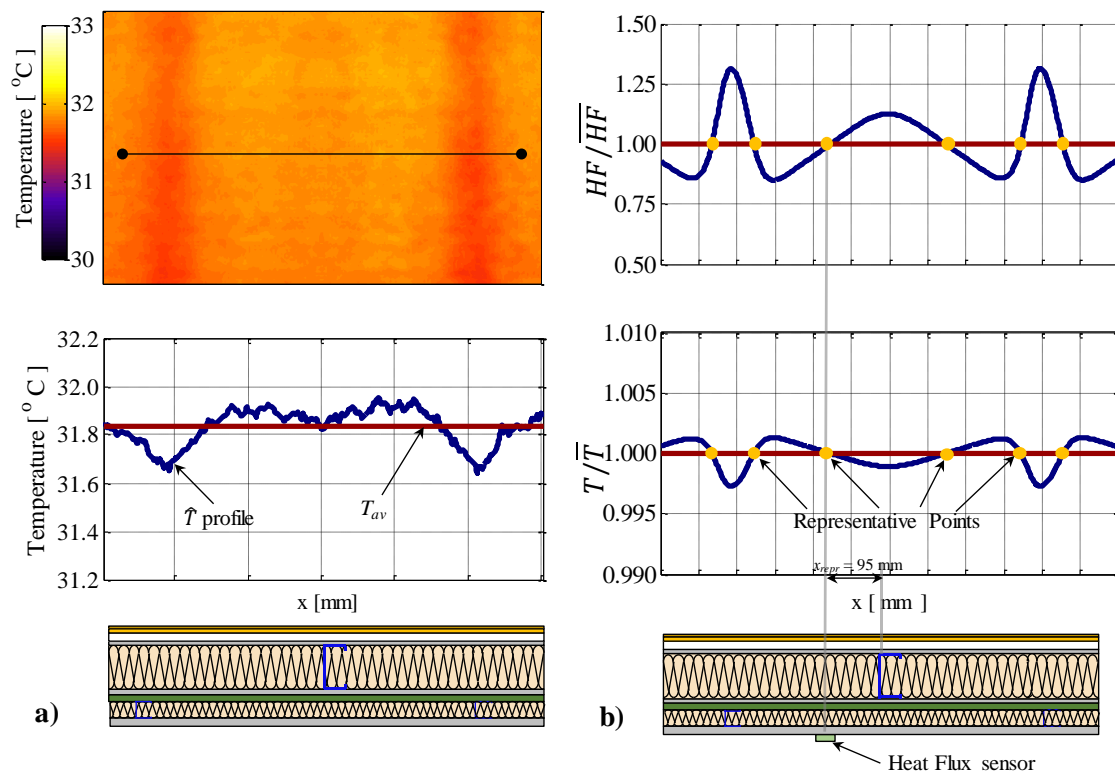 Temperature [ °C ]
33
32
31
30
32.2
32.0
31.8
31.6
31.4
31.2
Temperature [ °C ]
T̂ profile
T_av
x [mm]
a)
1.50
1.25
1.00
0.75
0.50
HF/H̅F̅
1.010
1.005
1.000
0.995
0.990
T/T̅
Representative Points
x_repr = 95 mm
x [ mm ]
b)
Heat Flux sensor